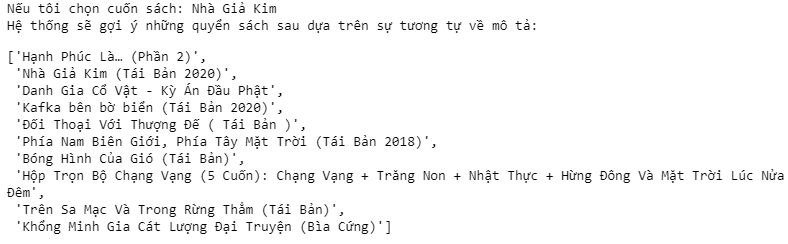 Nếu tôi chọn cuốn sách: Nhà Giả Kim
Hệ thống sẽ gợi ý những quyển sách sau dựa trên sự tương tự về mô tả:
['Hạnh Phúc Là… (Phần 2)',
'Nhà Giả Kim (Tái Bản 2020)',
'Danh Gia Cổ Vật - Kỳ Án Đầu Phật',
'Kafka bên bờ biển (Tái Bản 2020)',
'Đối Thoại Với Thượng Đế ( Tái Bản )',
'Phía Nam Biên Giới, Phía Tây Mặt Trời (Tái Bản 2018)',
'Bóng Hình Của Gió (Tái Bản)',
'Hộp Trọn Bộ Chạng Vạng (5 Cuốn): Chạng Vạng + Trăng Non + Nhật Thực + Hừng Đông Và Mặt Trời Lúc Nửa
Đêm',
'Trên Sa Mạc Và Trong Rừng Thẳm (Tái Bản)',
'Khổng Minh Gia Cát Lượng Đại Truyện (Bìa Cứng)']